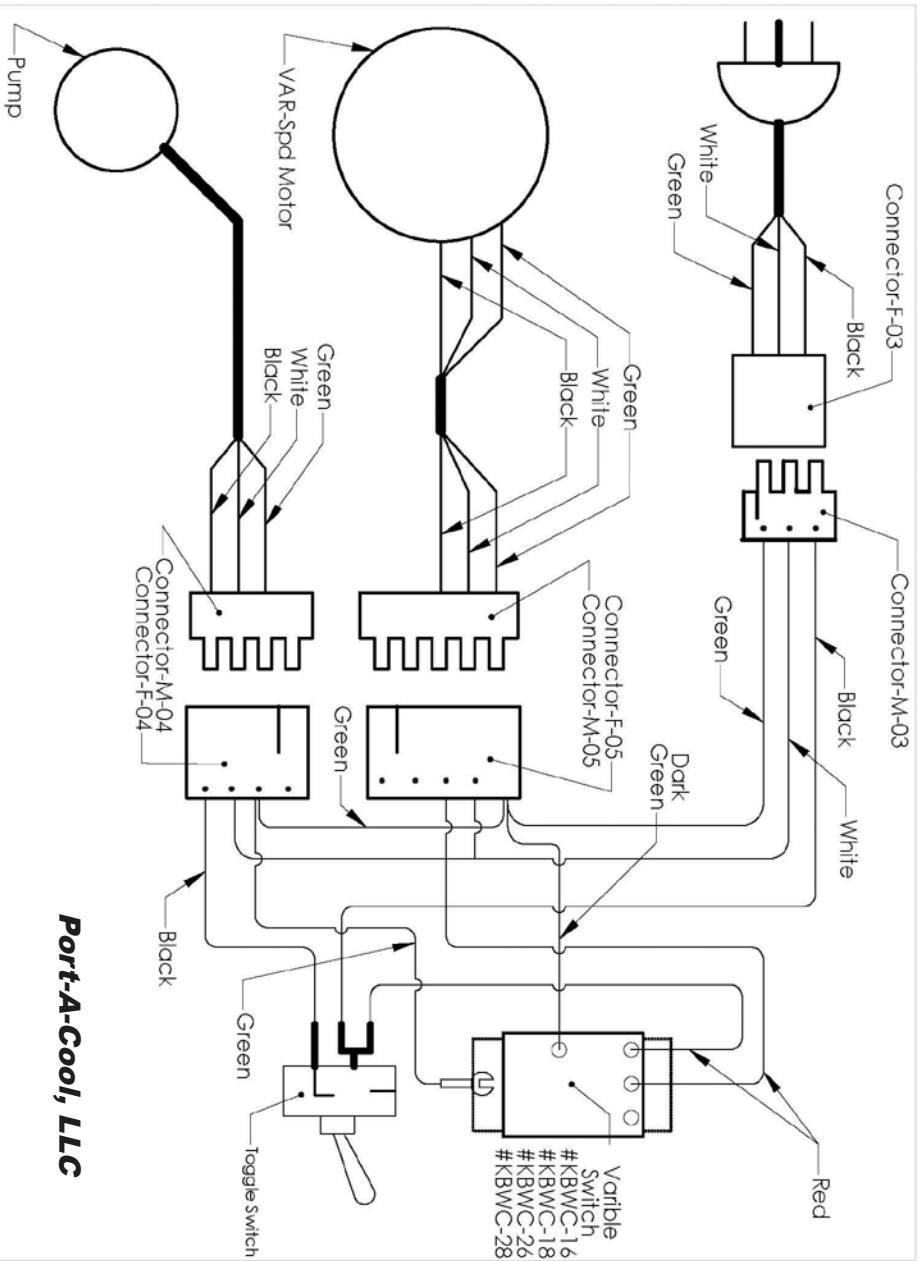 Connector-F-03
Black
White
Green
Connector-M-03
Black
White
Green
VAR-Spd Motor
Green
White
Black
Connector-F-05
Connector-M-05
Dark
Green
Green
Pump
Green
White
Black
Connector-M-04
Connector-F-04
Black
Green
Red
Varible
Switch
#KBWC-16
#KBWC-18
#KBWC-26
#KBWC-28
Toggle Switch
Port-A-Cool, LLC